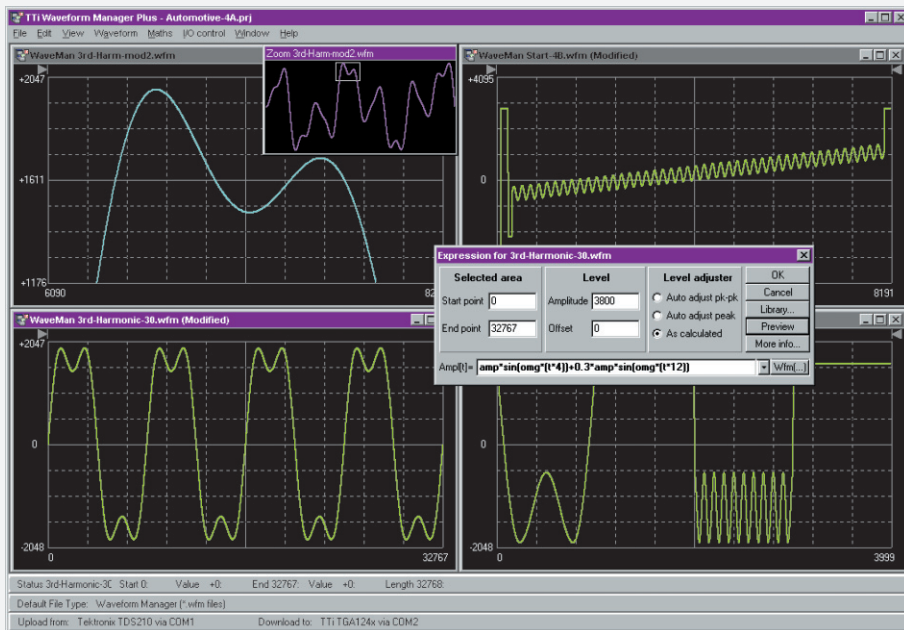 TTi Waveform Manager Plus - Automotive-4A.prj
File Edit View Waveform Maths I/O control Window Help
WaveMan 3rd-Harm-mod2.wfm
+2047
+1611
+1176
6090
Zoom 3rd-Harm-mod2.wfm
WaveMan Start-4B.wfm (Modified)
+4095
0
8191
Expression for 3rd-Harmonic-30.wfm
Selected area
Start point 0
End point 32767
Level
Amplitude 3800
Offset 0
Level adjuster
Auto adjust pk-pk
Auto adjust peak
As calculated
OK
Cancel
Library...
Preview
More info...
Ampl[t]= amp*sin(omg*(t*4))+0.3*amp*sin(omg*(t*12)) Wfm(...)
WaveMan 3rd-Harmonic-30.wfm (Modified)
+2047
0
-2048
0 32767
0
-2048
0 3999
Status 3rd-Harmonic-3( Start 0: Value +0: End 32767: Value +0: Length 32768:
Default File Type: Waveform Manager (*.wfm files)
Upload from: Tektronix TDS210 via COM1 Download to: TTi TGA124x via COM2